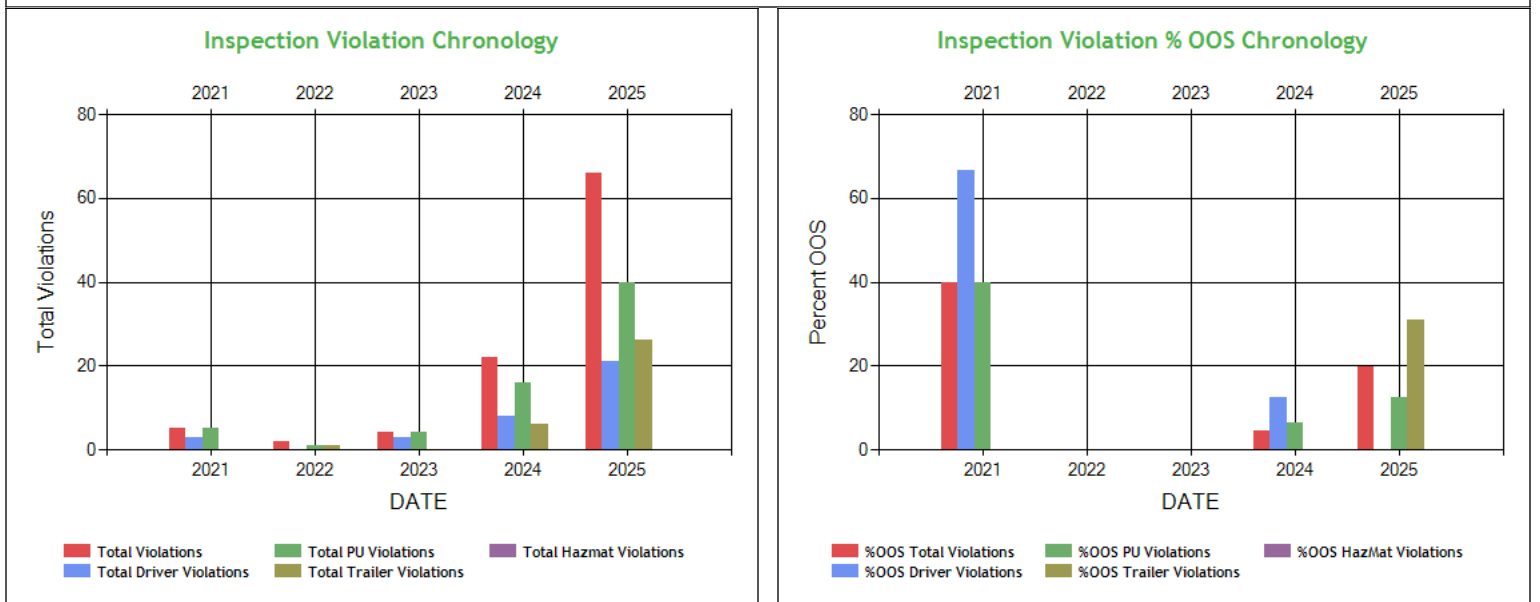 Inspection Violation Chronology
2021 2022 2023 2024 2025
80
60
40
20
0
Total Violations
2021 2022 2023 2024 2025
DATE
Total Violations Total PU Violations Total Hazmat Violations
Total Driver Violations Total Trailer Violations
Inspection Violation % OOS Chronology
2021 2022 2023 2024 2025
80
60
40
20
0
Percent OOS
2021 2022 2023 2024 2025
DATE
%OOS Total Violations %OOS PU Violations %OOS HazMat Violations
%OOS Driver Violations %OOS Trailer Violations